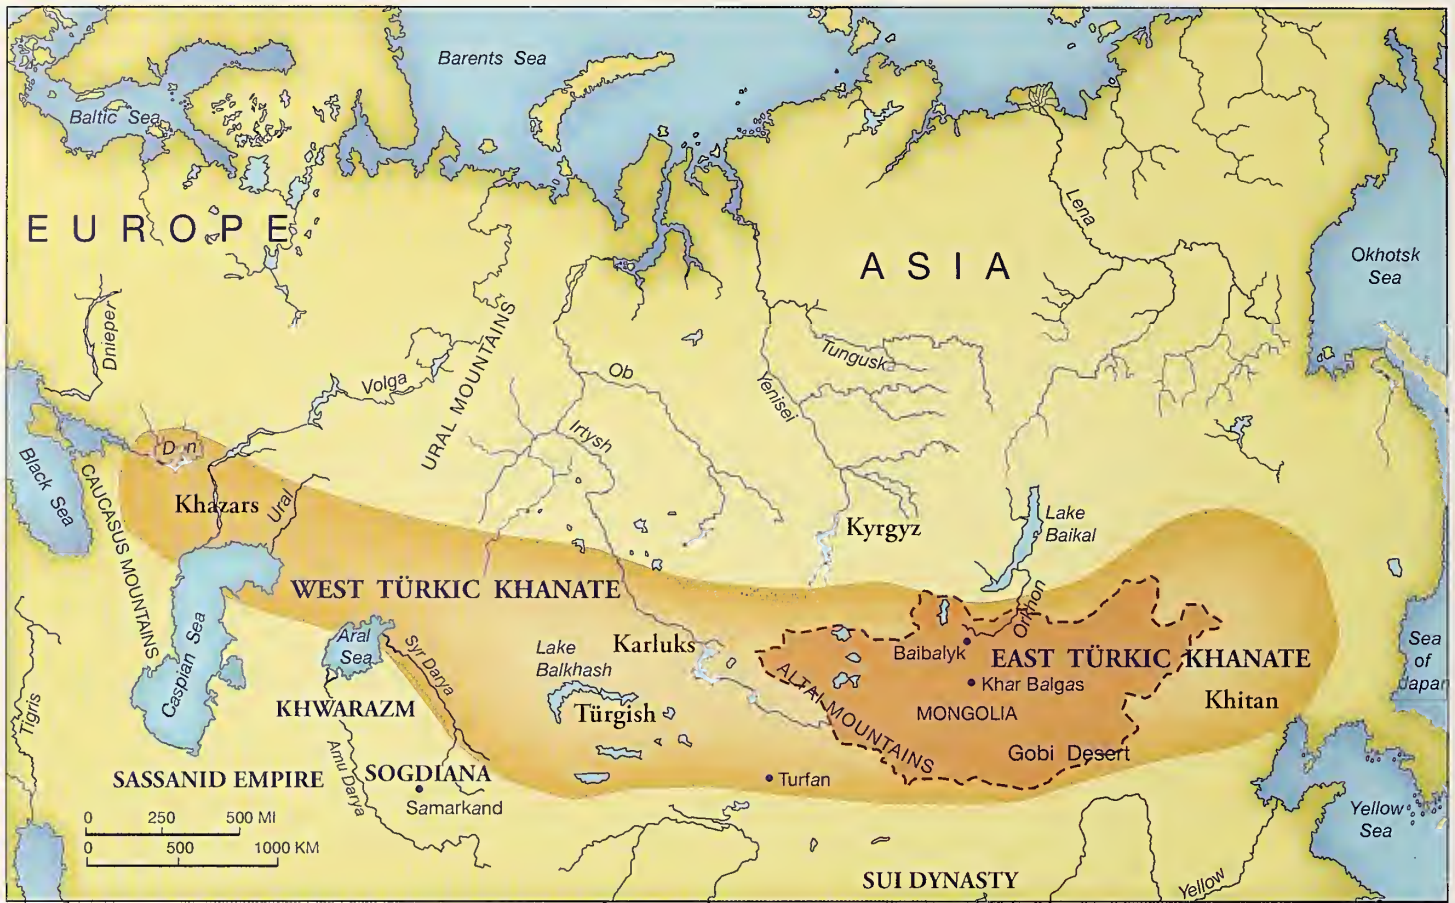 Barents Sea
Baltic Sea
EUROPE
ASIA
Lena
Okhotsk
Sea
Dnieper
Volga
URAL MOUNTAINS
Ob
Irtysh
Yenisei
Tunguska
Don
Black Sea
CAUCASUS MOUNTAINS
Khazars
Ural
Kyrgyz
Lake
Baikal
WEST TÜRKIC KHANATE
Orkhon
Aral
Sea
Syr Darya
Lake
Balkhash
Karluks
Baibalyk
EAST TÜRKIC KHANATE
Sea
of
Japan
Caspian Sea
Tigris
ALTAI MOUNTAINS
Khar Balgas
KHWARAZM
Türgish
MONGOLIA
Khitan
Gobi Desert
SASSANID EMPIRE
Amu Darya
SOGDIANA
Samarkand
Turfan
0 250 500 MI
0 500 1000 KM
Yellow
Sea
SUI DYNASTY
Yellow